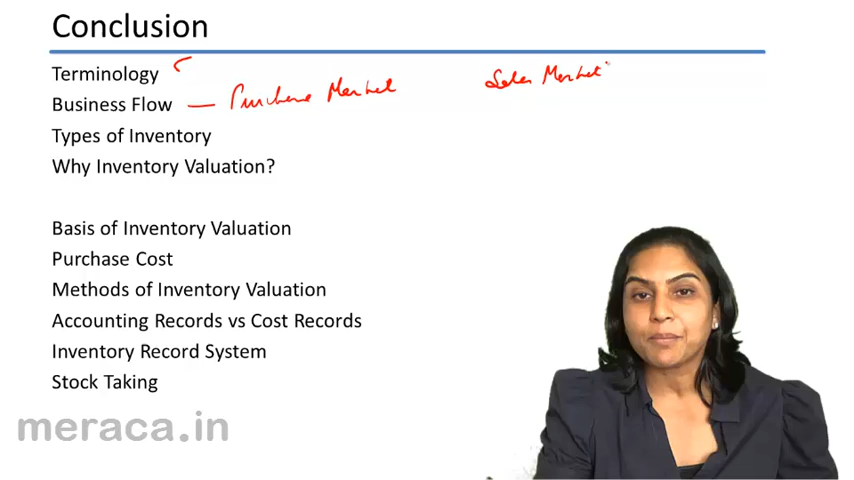 Conclusion
Terminology
Business Flow — Purchase Market Sales Market
Types of Inventory
Why Inventory Valuation?
Basis of Inventory Valuation
Purchase Cost
Methods of Inventory Valuation
Accounting Records vs Cost Records
Inventory Record System
Stock Taking
meraca.in